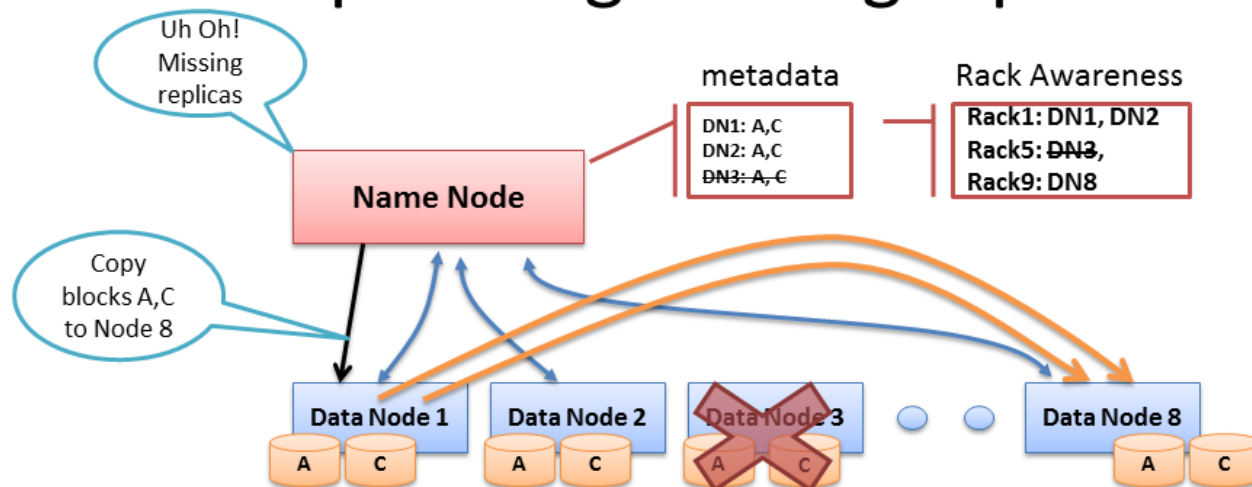 Uh Oh!
Missing
replicas
metadata
Rack Awareness
DN1: A,C
DN2: A,C
DN3: A, C
Rack1: DN1, DN2
Rack5: DN3,
Rack9: DN8
Name Node
Copy
blocks A,C
to Node 8
Data Node 1
Data Node 2
Data Node 3
Data Node 8
A
C
A
C
A
C
A
C